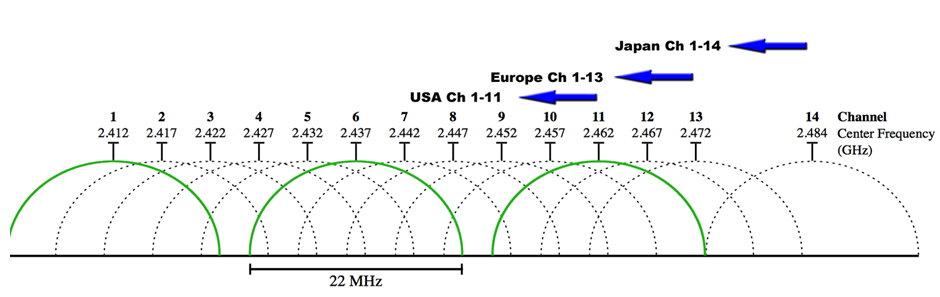 Japan Ch 1-14
Europe Ch 1-13
USA Ch 1-11
1 2 3 4 5 6 7 8 9 10 11 12 13 14 Channel
2.412 2.417 2.422 2.427 2.432 2.437 2.442 2.447 2.452 2.457 2.462 2.467 2.472 2.484 Center Frequency
(GHz)
22 MHz